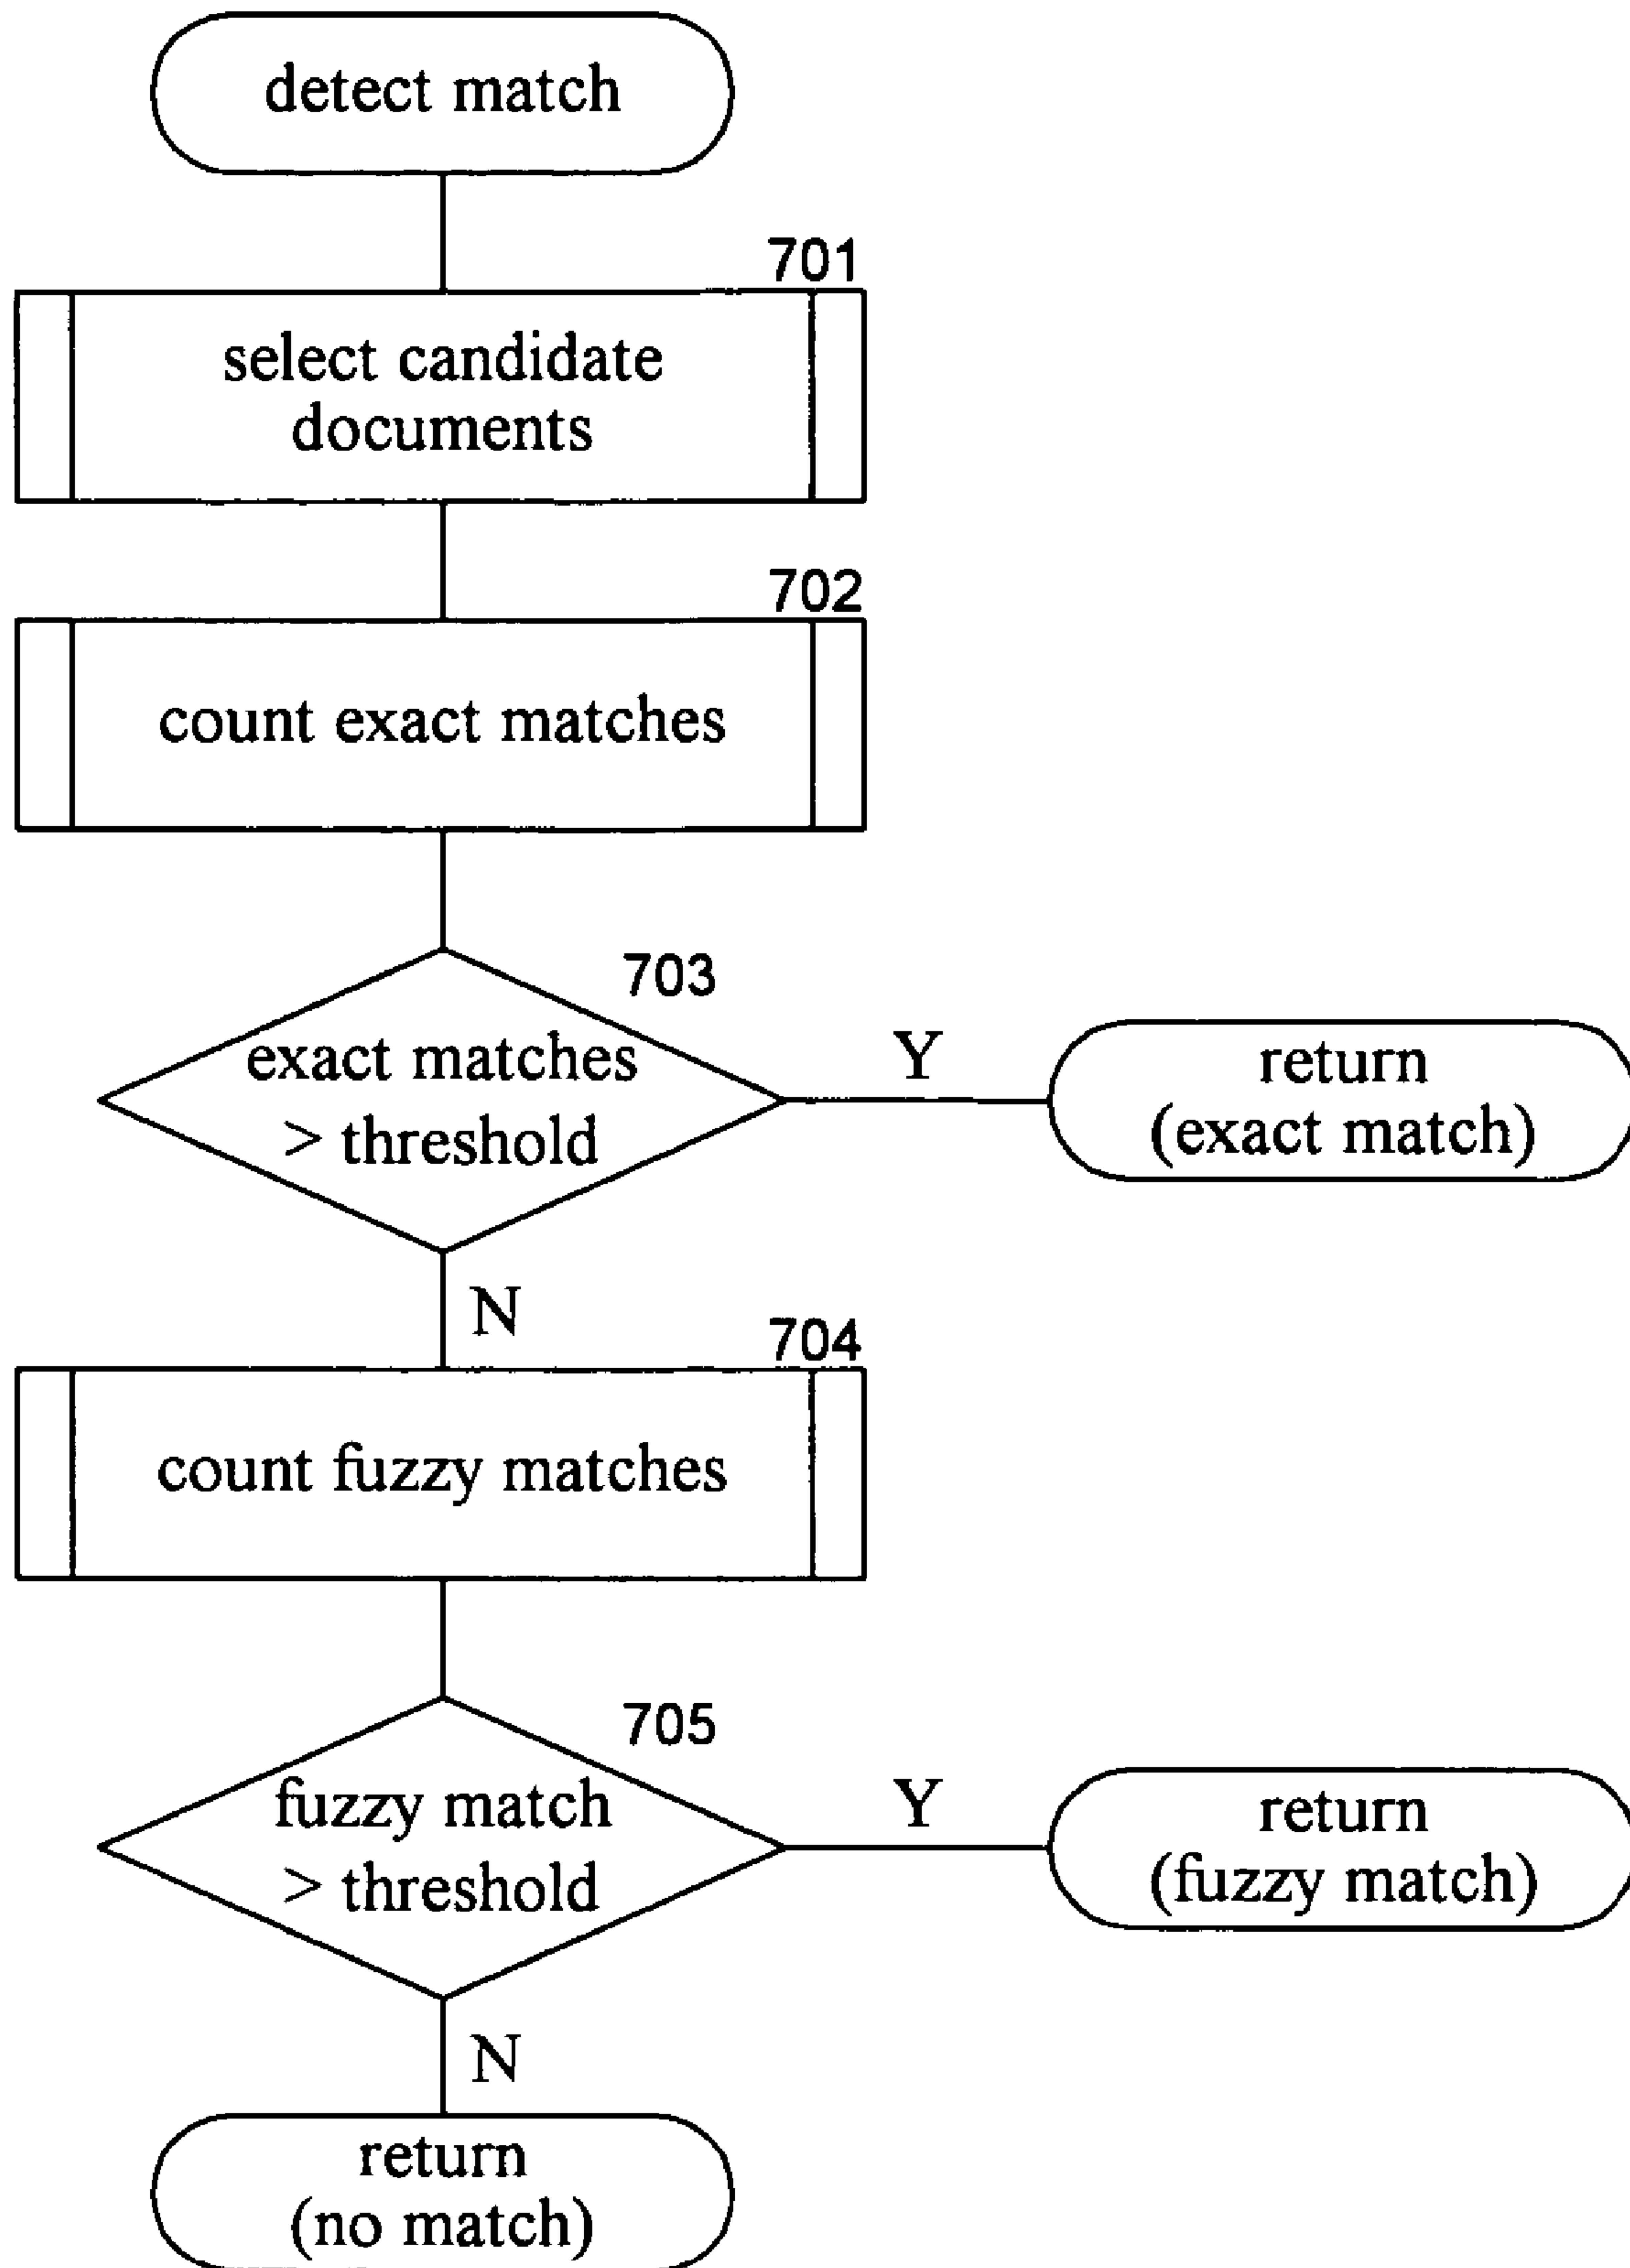 detect match
701
select candidate
documents
702
count exact matches
703
exact matches
> threshold
Y
return
(exact match)
N
704
count fuzzy matches
705
fuzzy match
> threshold
Y
return
(fuzzy match)
N
return
(no match)